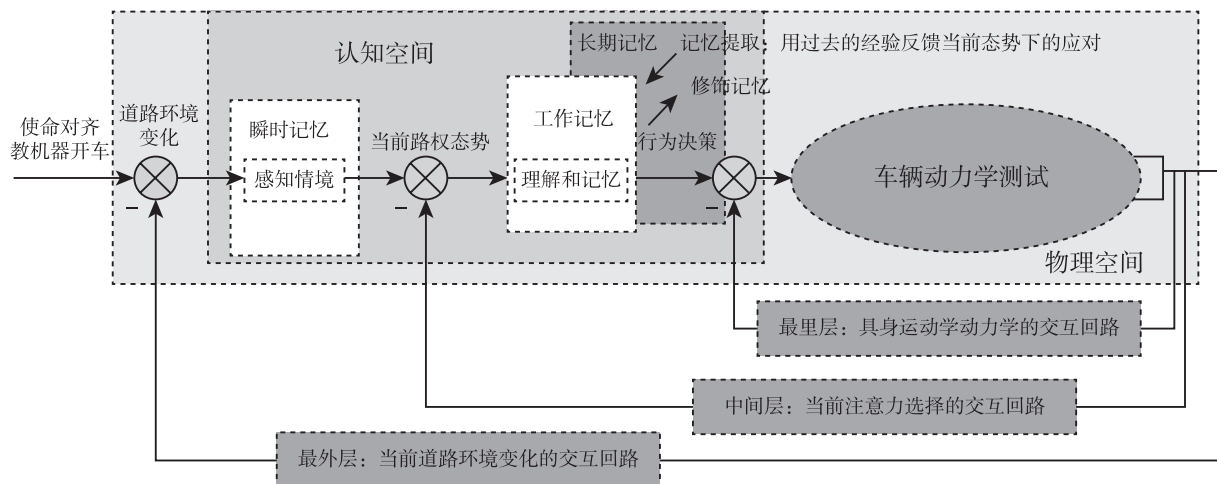 认知空间
长期记忆
记忆提取：用过去的经验反馈当前态势下的应对
修饰记忆
使命对齐
教机器开车
道路环境
变化
瞬时记忆
感知情境
当前路权态势
工作记忆
理解和记忆
行为决策
车辆动力学测试
物理空间
最里层：具身运动学动力学的交互回路
中间层：当前注意力选择的交互回路
最外层：当前道路环境变化的交互回路